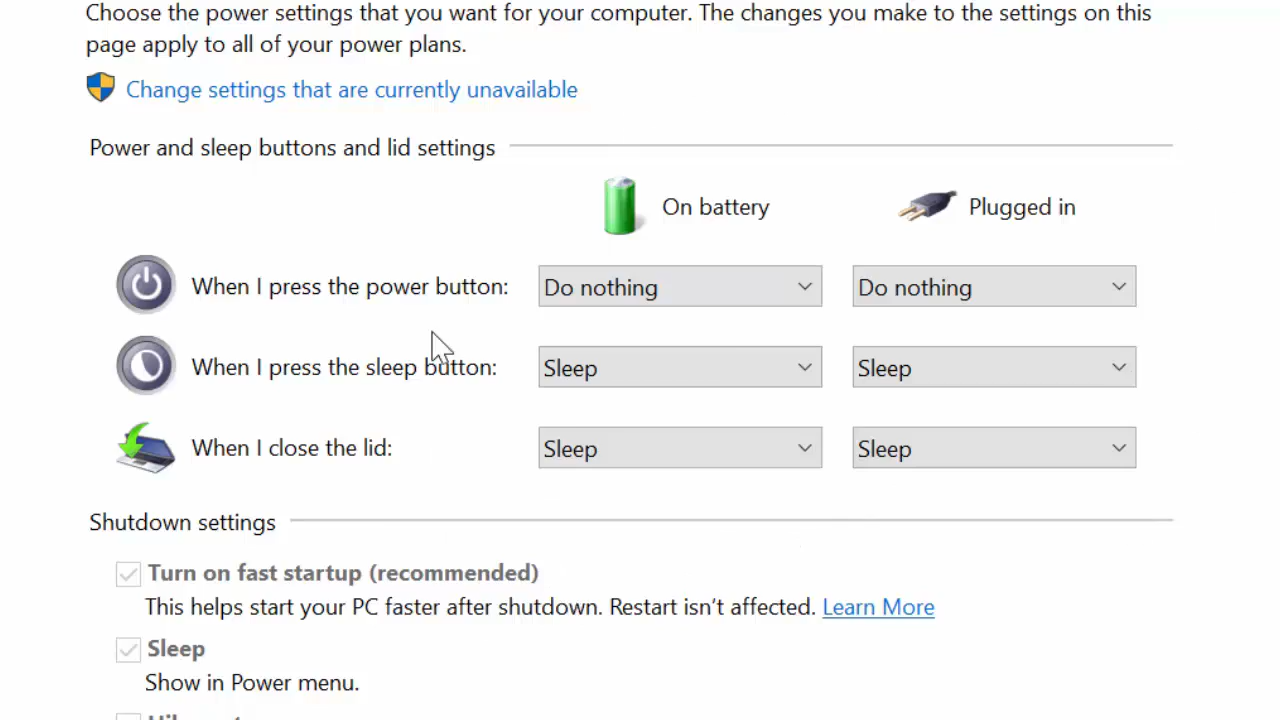 Choose the power settings that you want for your computer. The changes you make to the settings on this
page apply to all of your power plans.
Change settings that are currently unavailable
Power and sleep buttons and lid settings
On battery
Plugged in
When I press the power button:
Do nothing
Do nothing
When I press the sleep button:
Sleep
Sleep
When I close the lid:
Sleep
Sleep
Shutdown settings
Turn on fast startup (recommended)
This helps start your PC faster after shutdown. Restart isn't affected. Learn More
Sleep
Show in Power menu.